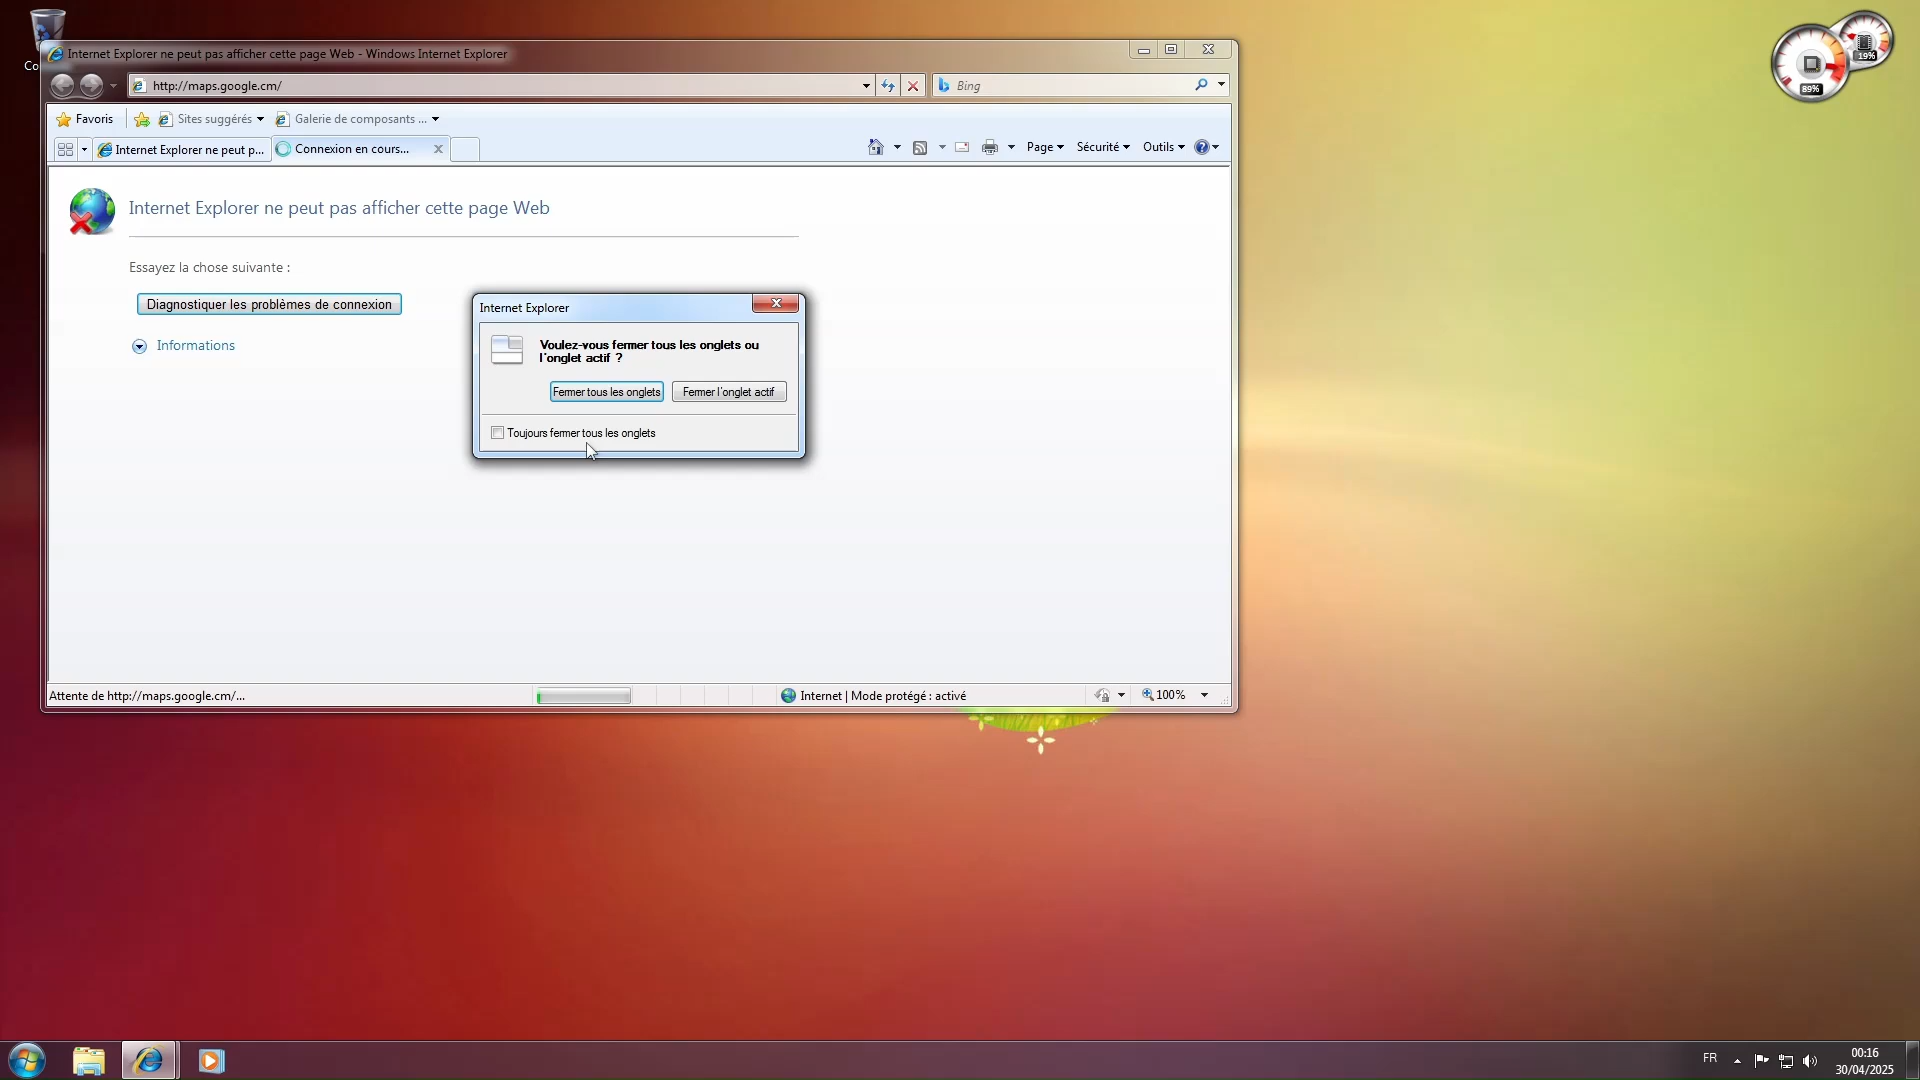 Co
Internet Explorer ne peut pas afficher cette page Web - Windows Internet Explorer
http://maps.google.cm/
Bing
Favoris
Sites suggérés
Galerie de composants ...
Internet Explorer ne peut p...
Connexion en cours...
Page
Sécurité
Outils
Internet Explorer ne peut pas afficher cette page Web
Essayez la chose suivante :
Diagnostiquer les problèmes de connexion
Informations
Internet Explorer
Voulez-vous fermer tous les onglets ou
l'onglet actif ?
Fermer tous les onglets
Fermer l'onglet actif
Toujours fermer tous les onglets
Attente de http://maps.google.cm/...
Internet | Mode protégé : activé
100%
19%
89%
FR
00:16
30/04/2025